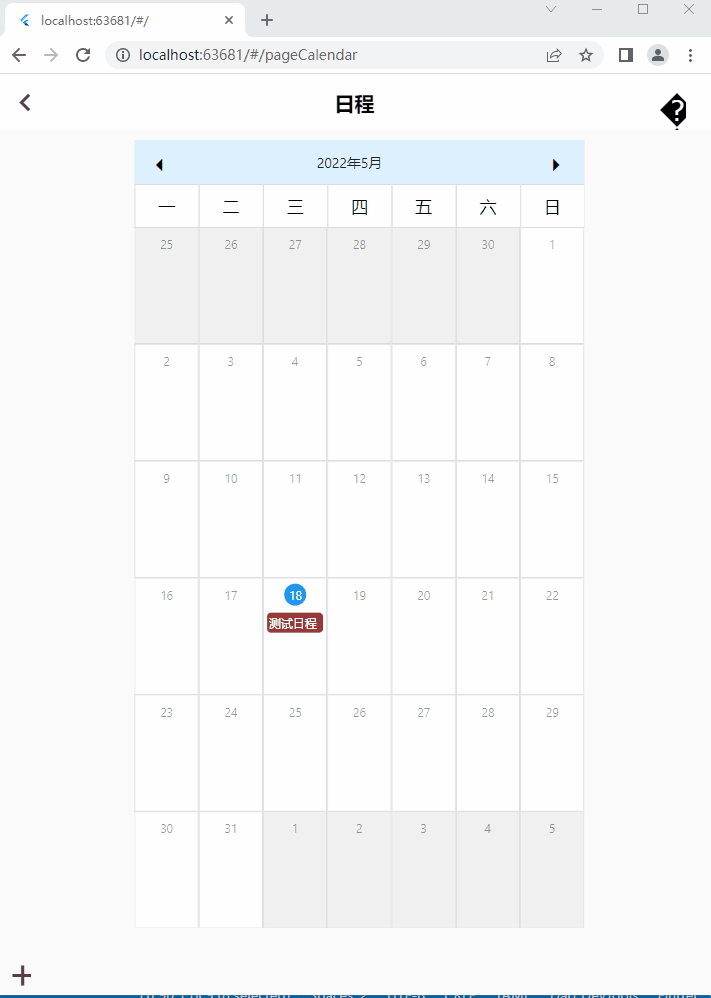 localhost:63681/#/
localhost:63681/#/pageCalendar
日程
2022年5月
一 二 三 四 五 六 日
25 26 27 28 29 30 1
2 3 4 5 6 7 8
9 10 11 12 13 14 15
16 17 18 19 20 21 22
测试日程
23 24 25 26 27 28 29
30 31 1 2 3 4 5